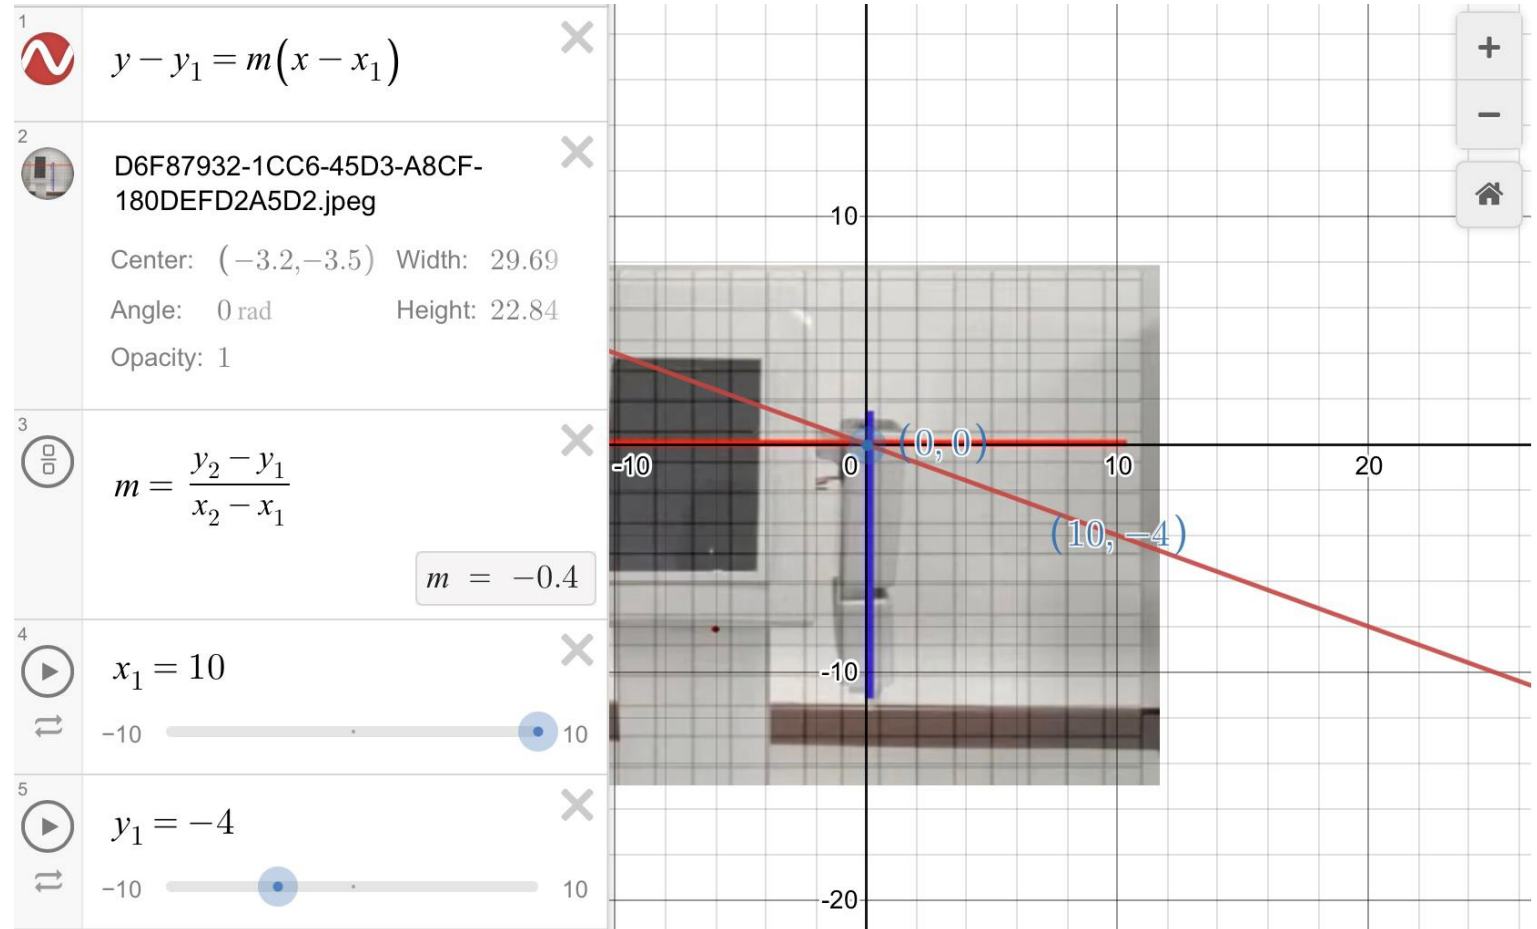 1
y − y₁ = m(x − x₁)
2
D6F87932-1CC6-45D3-A8CF-
180DEFD2A5D2.jpeg
Center: (−3.2,−3.5) Width: 29.69
Angle: 0 rad Height: 22.84
Opacity: 1
3
m = (y₂ − y₁)/(x₂ − x₁)
m = −0.4
4
x₁ = 10
−10 10
5
y₁ = −4
−10 10
+
−
10
(0, 0)
-10 0 10 20
(10, −4)
-10
-20